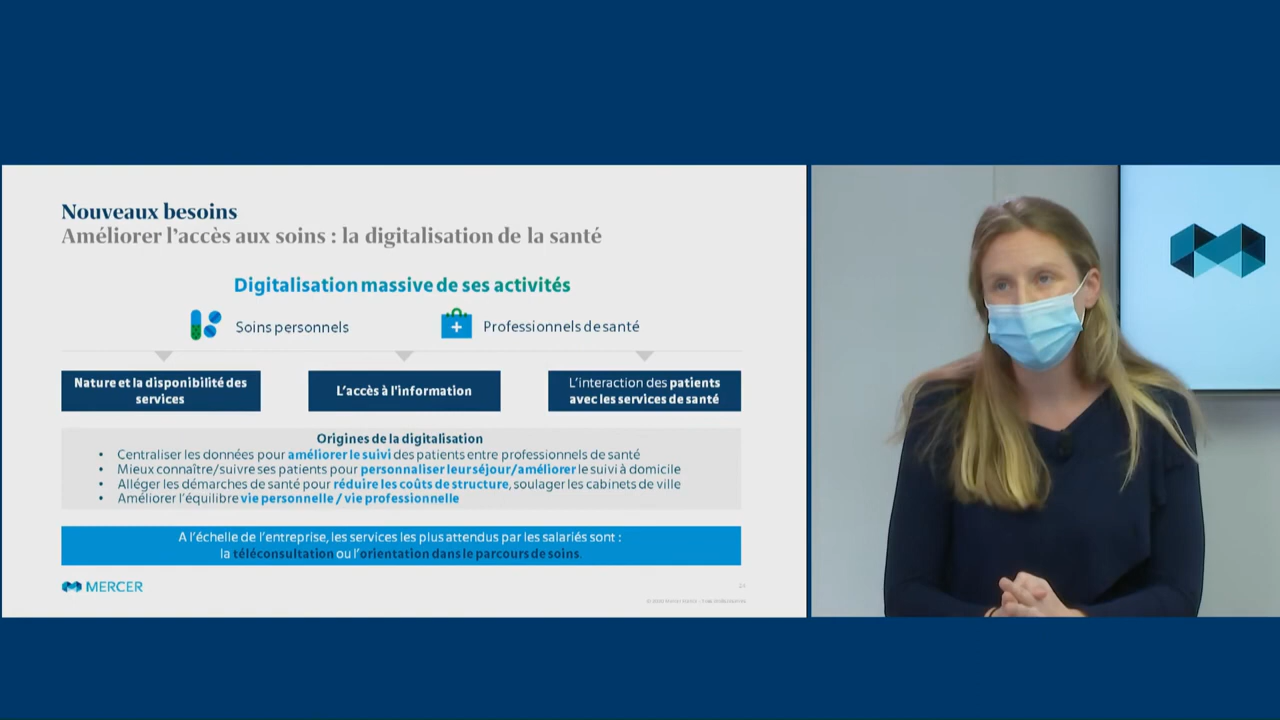 Nouveaux besoins
Améliorer l'accès aux soins : la digitalisation de la santé
Digitalisation massive de ses activités
Soins personnels
Professionnels de santé
Nature et la disponibilité des
services
L'accès à l'information
L'interaction des patients
avec les services de santé
Origines de la digitalisation
• Centraliser les données pour améliorer le suivi des patients entre professionnels de santé
• Mieux connaître/suivre ses patients pour personnaliser leur séjour/améliorer le suivi à domicile
• Alléger les démarches de santé pour réduire les coûts de structure, soulager les cabinets de ville
• Améliorer l'équilibre vie personnelle / vie professionnelle
A l'échelle de l'entreprise, les services les plus attendus par les salariés sont :
la téléconsultation ou l'orientation dans le parcours de soins.
MERCER